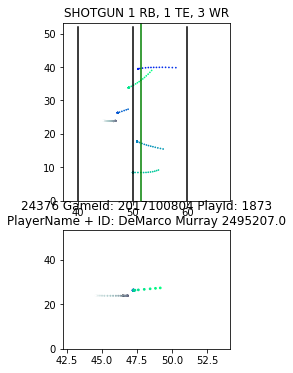 SHOTGUN 1 RB, 1 TE, 3 WR
50
40
30
20
10
0
40 50 60
24376 GameId: 2017100804 PlayId: 1873
PlayerName + ID: DeMarco Murray 2495207.0
40
20
0
42.5 45.0 47.5 50.0 52.5